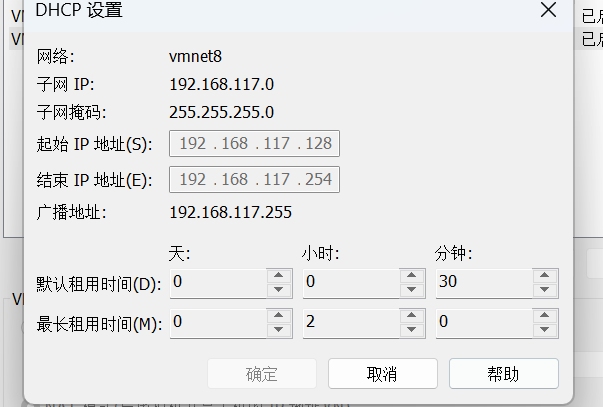 DHCP 设置
已启
已启
网络: vmnet8
子网 IP: 192.168.117.0
子网掩码: 255.255.255.0
起始 IP 地址(S): 192 . 168 . 117 . 128
结束 IP 地址(E): 192 . 168 . 117 . 254
广播地址: 192.168.117.255
天: 小时: 分钟:
默认租用时间(D): 0 0 30
最长租用时间(M): 0 2 0
确定 取消 帮助